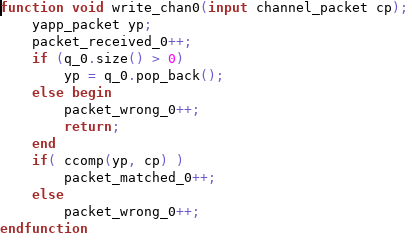 function void write_chan0(input channel_packet cp);
    yapp_packet yp;
    packet_received_0++;
    if (q_0.size() > 0)
        yp = q_0.pop_back();
    else begin
        packet_wrong_0++;
        return;
    end
    if( ccomp(yp, cp) )
        packet_matched_0++;
    else
        packet_wrong_0++;
endfunction